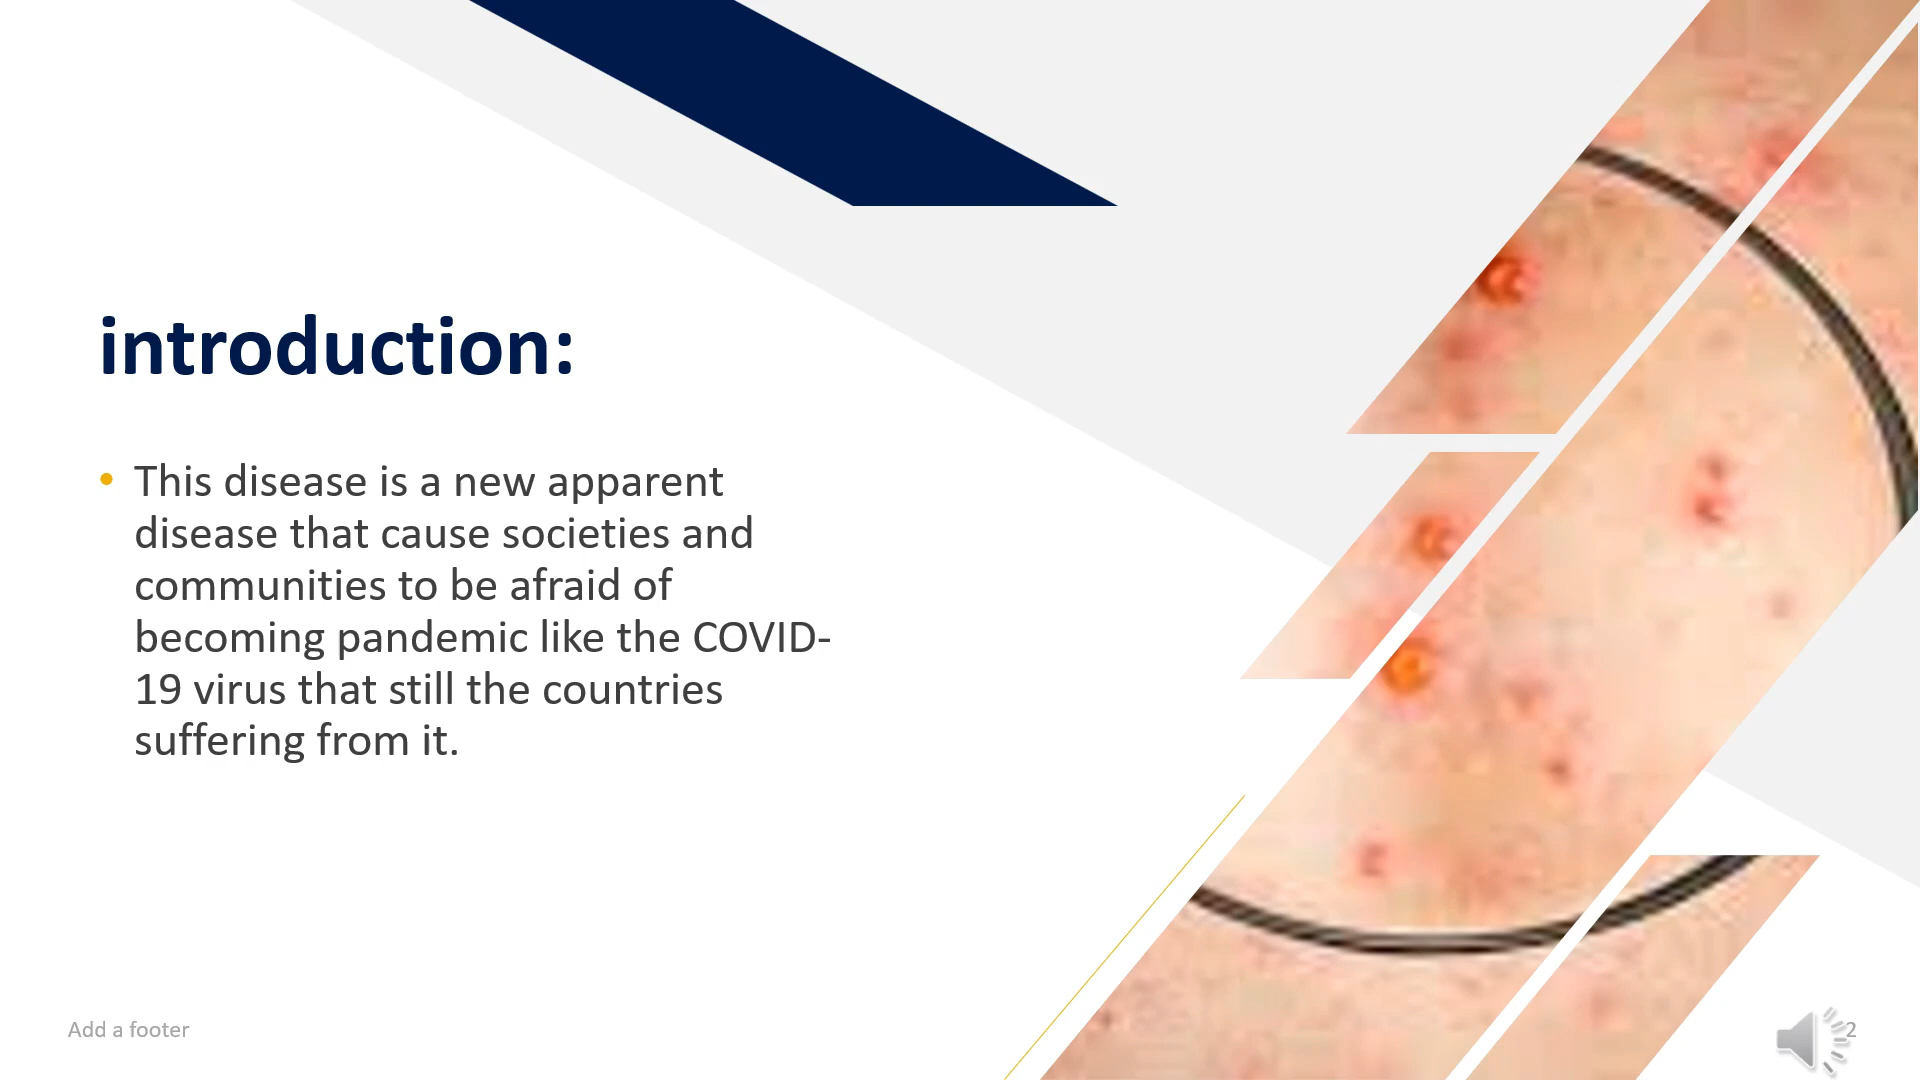 introduction:
• This disease is a new apparent
disease that cause societies and
communities to be afraid of
becoming pandemic like the COVID-
19 virus that still the countries
suffering from it.
Add a footer
2